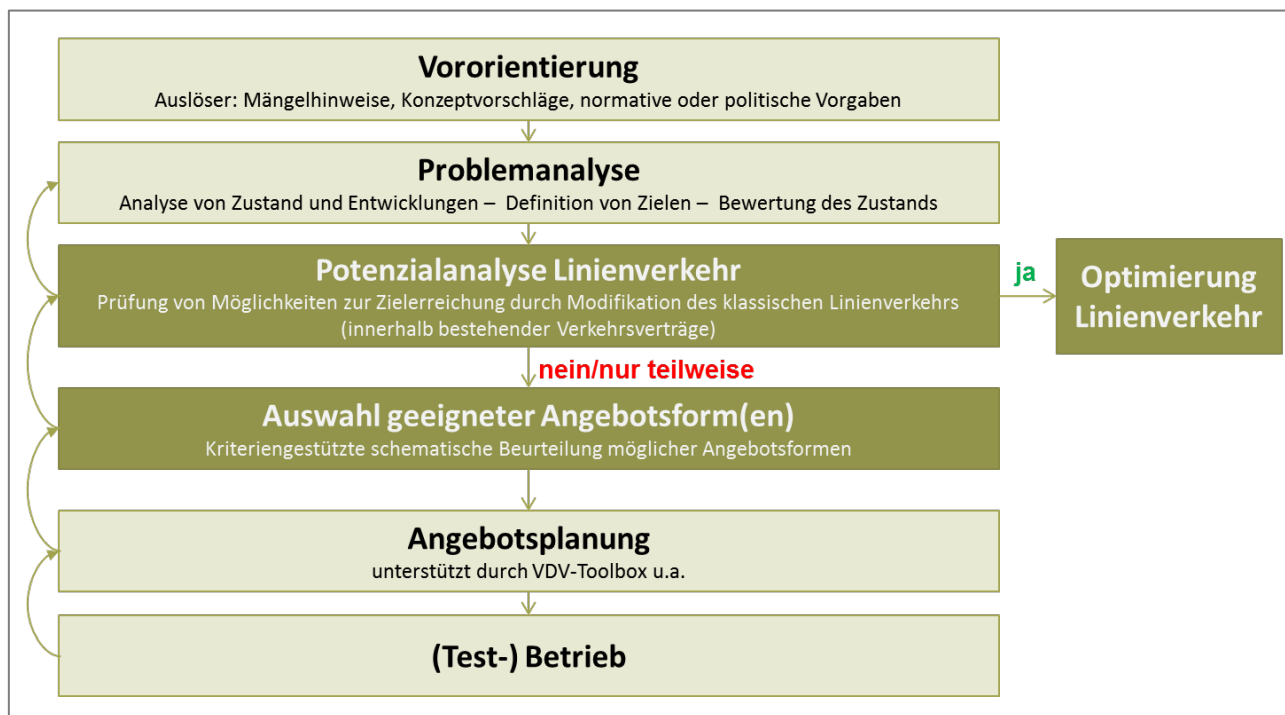 Vororientierung
Auslöser: Mängelhinweise, Konzeptvorschläge, normative oder politische Vorgaben
Problemanalyse
Analyse von Zustand und Entwicklungen – Definition von Zielen – Bewertung des Zustands
Potenzialanalyse Linienverkehr
Prüfung von Möglichkeiten zur Zielerreichung durch Modifikation des klassischen Linienverkehrs
(innerhalb bestehender Verkehrsverträge)
ja
Optimierung
Linienverkehr
nein/nur teilweise
Auswahl geeigneter Angebotsform(en)
Kriteriengestützte schematische Beurteilung möglicher Angebotsformen
Angebotsplanung
unterstützt durch VDV-Toolbox u.a.
(Test-) Betrieb